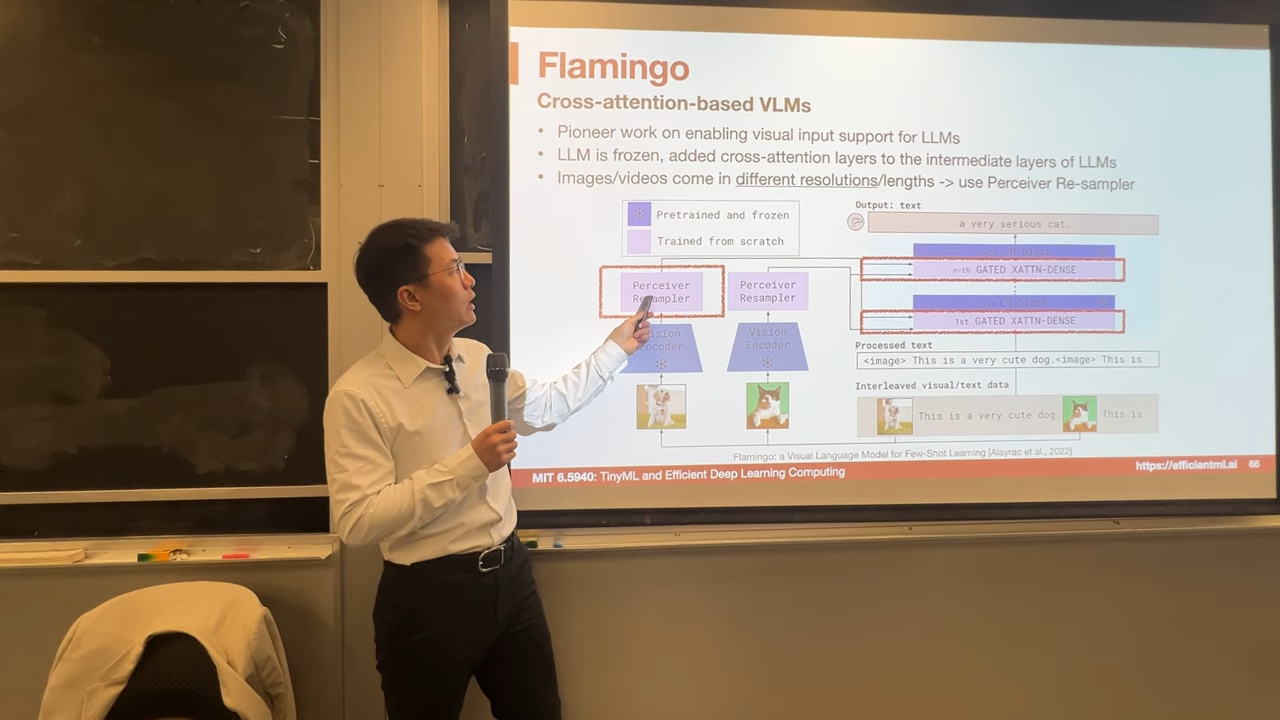 Flamingo
Cross-attention-based VLMs
• Pioneer work on enabling visual input support for LLMs
• LLM is frozen, added cross-attention layers to the intermediate layers of LLMs
• Images/videos come in different resolutions/lengths -> use Perceiver Re-sampler
Pretrained and frozen
Trained from scratch
Perceiver
Perceiver
Resampler
Vision
Encoder
Output: text
a very serious cat.
n-th GATED XATTN-DENSE
1st GATED XATTN-DENSE
Processed text
<image> This is a very cute dog.<image> This is
Interleaved visual/text data
This is a very cute dog.
This is
Flamingo: a Visual Language Model for Few-Shot Learning [Alayrac et al., 2022]
MIT 6.5940: TinyML and Efficient Deep Learning Computing
https://efficientml.ai
66